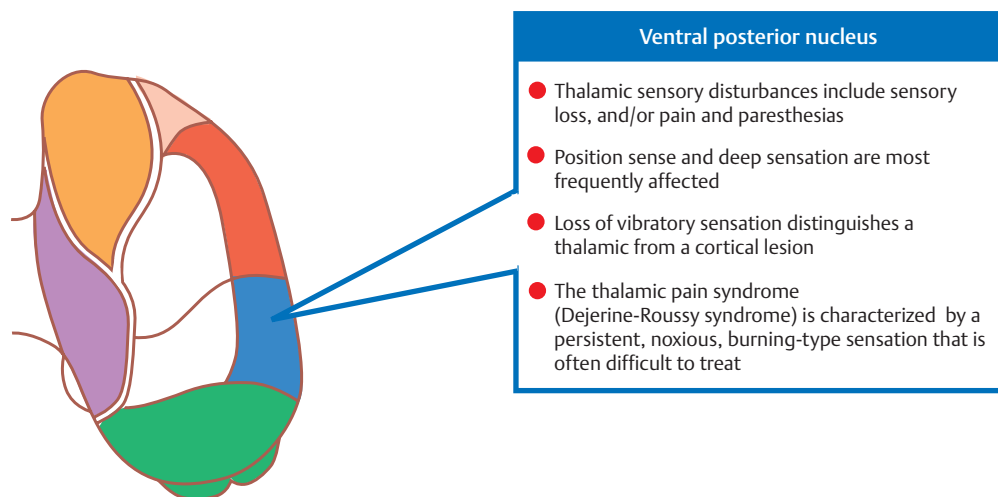 Ventral posterior nucleus
Thalamic sensory disturbances include sensory
loss, and/or pain and paresthesias
Position sense and deep sensation are most
frequently affected
Loss of vibratory sensation distinguishes a
thalamic from a cortical lesion
The thalamic pain syndrome
(Dejerine-Roussy syndrome) is characterized by a
persistent, noxious, burning-type sensation that is
often difficult to treat